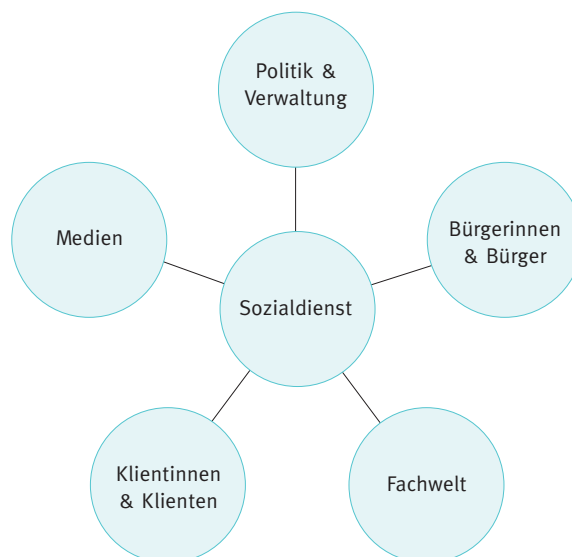 Politik &
Verwaltung
Medien
Bürgerinnen
& Bürger
Sozialdienst
Klientinnen
& Klienten
Fachwelt